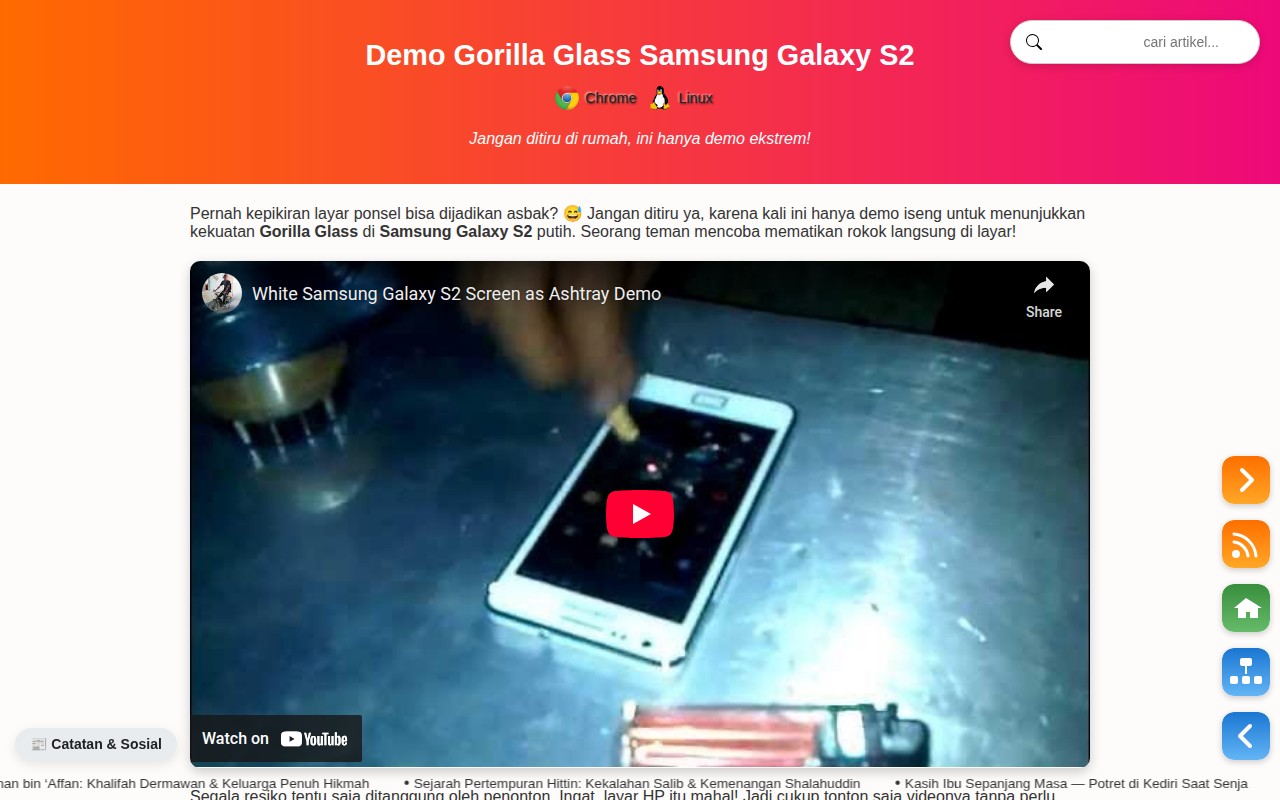 Demo Gorilla Glass Samsung Galaxy S2
cari artikel...
Chrome Linux
Jangan ditiru di rumah, ini hanya demo ekstrem!
Pernah kepikiran layar ponsel bisa dijadikan asbak? 😅 Jangan ditiru ya, karena kali ini hanya demo iseng untuk menunjukkan
kekuatan Gorilla Glass di Samsung Galaxy S2 putih. Seorang teman mencoba mematikan rokok langsung di layar!
White Samsung Galaxy S2 Screen as Ashtray Demo
Share
Watch on YouTube
📰 Catatan & Sosial
bin ‘Affan: Khalifah Dermawan & Keluarga Penuh Hikmah • Sejarah Pertempuran Hittin: Kekalahan Salib & Kemenangan Shalahuddin • Kasih Ibu Sepanjang Masa — Potret di Kediri Saat Senja
Segala resiko tentu saja ditanggung oleh penonton. Ingat, layar HP itu mahal! Jadi cukup tonton saja videonya tanpa perlu